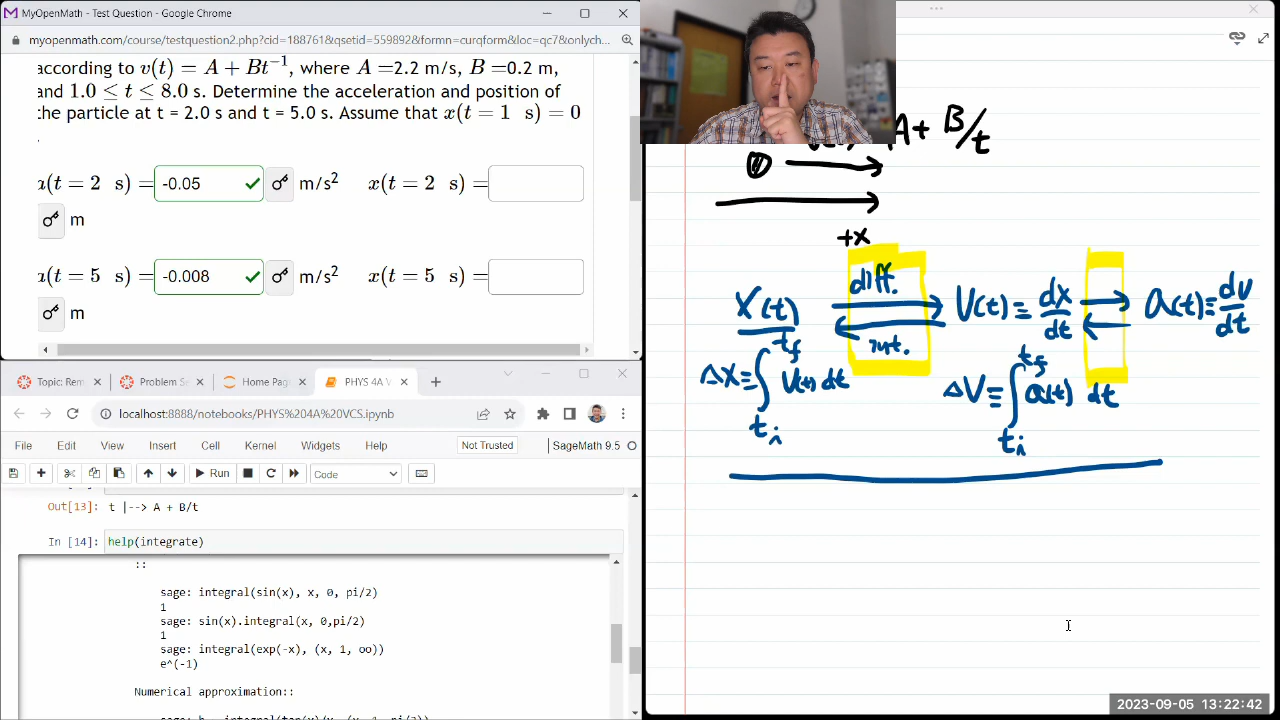 MyOpenMath - Test Question - Google Chrome
myopenmath.com/course/testquestion2.php?cid=188761&qsetid=559892&formn=curqform&loc=qc7&onlych...
according to v(t) = A + Bt⁻¹, where A =2.2 m/s, B =0.2 m,
and 1.0 ≤ t ≤ 8.0 s. Determine the acceleration and position of
the particle at t = 2.0 s and t = 5.0 s. Assume that x(t = 1 s) = 0
.
a(t = 2 s) = -0.05 m/s² x(t = 2 s) =
m
a(t = 5 s) = -0.008 m/s² x(t = 5 s) =
m
Topic: Rem
Problem S
Home Page
PHYS 4A V
localhost:8888/notebooks/PHYS%204A%20VCS.ipynb
File Edit View Insert Cell Kernel Widgets Help Not Trusted SageMath 9.5
Run Code
Out[13]: t |--> A + B/t
In [14]: help(integrate)
::
sage: integral(sin(x), x, 0, pi/2)
1
sage: sin(x).integral(x, 0,pi/2)
1
sage: integral(exp(-x), (x, 1, oo))
e^(-1)
Numerical approximation::
A + B/t
+x
diff.
x(t) v(t) = dx/dt a(t) = dv/dt
int.
Δx = ∫ v(t) dt
tf
ti
Δv = ∫ a(t) dt
tf
ti
2023-09-05 13:22:42